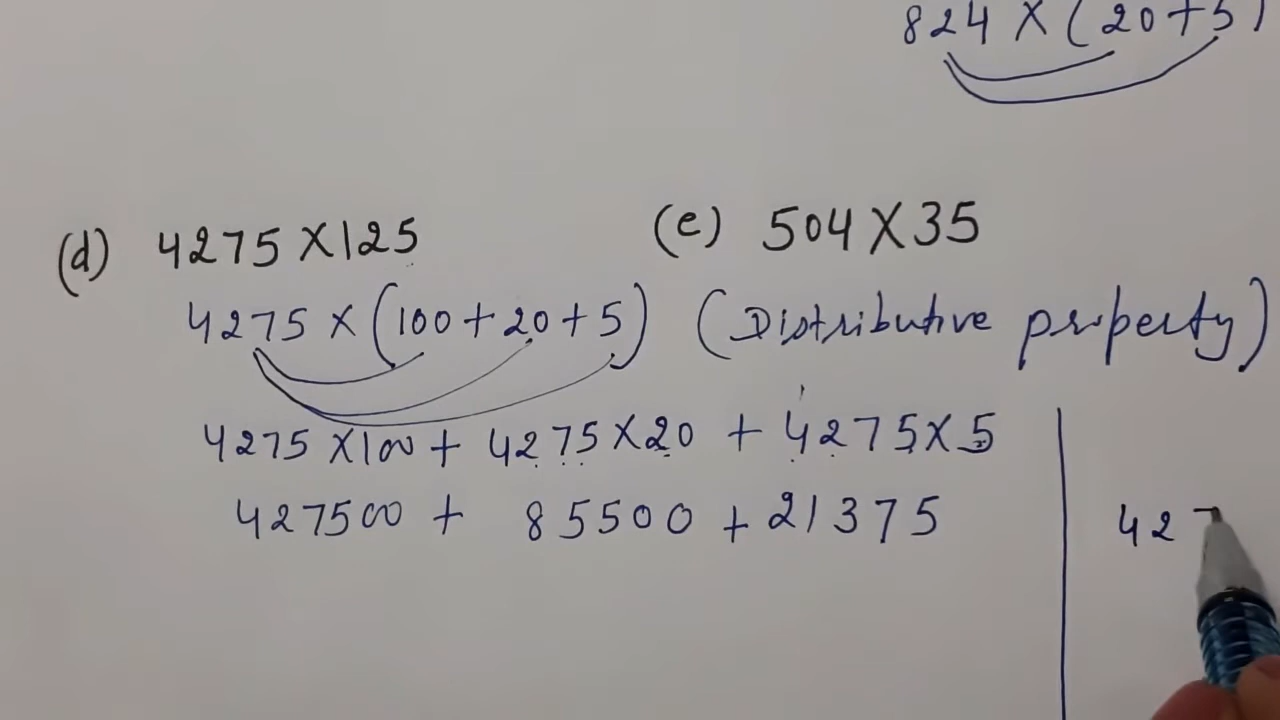 824 × (20+5)
(d) 4275 × 125
(e) 504 × 35
4275 × (100 + 20 + 5) (Distributive property)
4275 × 100 + 4275 × 20 + 4275 × 5
427500 + 85500 + 21375
427